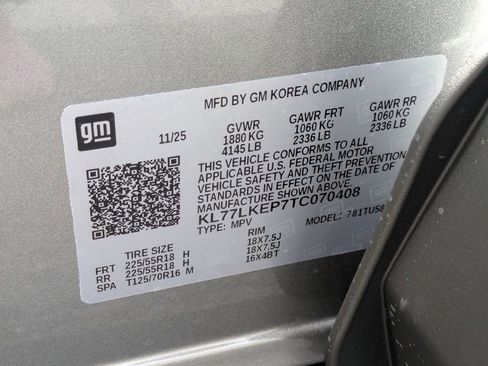 MFD BY GM KOREA COMPANY
gm
11/25
GVWR GAWR FRT GAWR RR
1880 KG 1060 KG 1060 KG
4145 LB 2336 LB 2336 LB
THIS VEHICLE CONFORMS TO ALL
APPLICABLE U.S. FEDERAL MOTOR
VEHICLE SAFETY AND THEFT PREVENTION
STANDARDS IN EFFECT ON THE DATE OF
MANUFACTURE SHOWN ABOVE.
KL77LKEP7TC070408
TYPE: MPV MODEL: 781TU58
TIRE SIZE RIM
FRT 225/55R18 H 18X7.5J
RR 225/55R18 H 18X7.5J
SPA T125/70R16 M 16X4BT